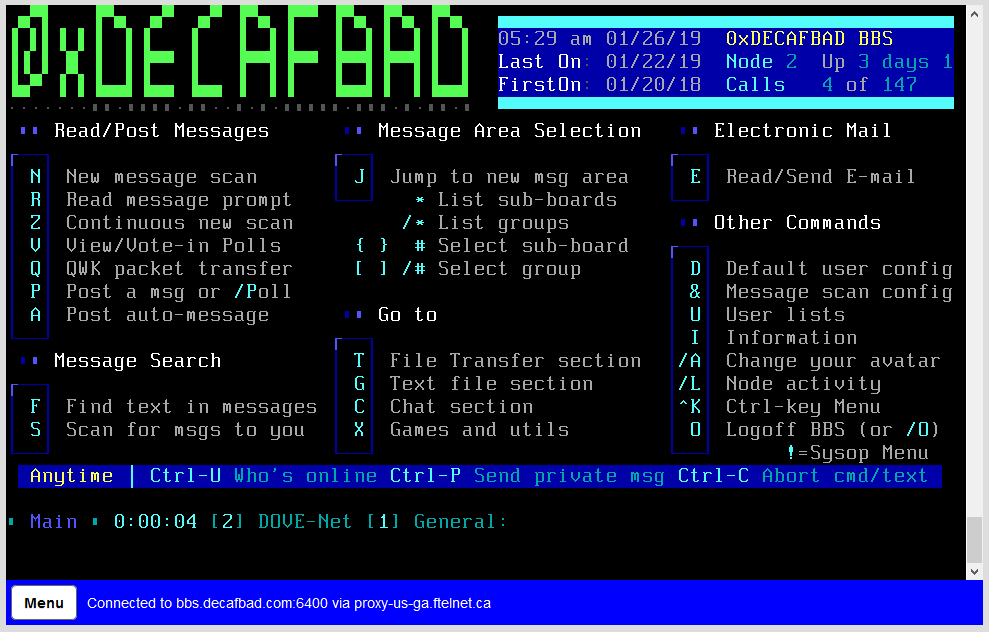 0xDECAFBAD
05:29 am 01/26/19 0xDECAFBAD BBS
Last On: 01/22/19 Node 2 Up 3 days 1
FirstOn: 01/20/18 Calls 4 of 147
Read/Post Messages
N New message scan
R Read message prompt
Z Continuous new scan
V View/Vote-in Polls
Q QWK packet transfer
P Post a msg or /Poll
A Post auto-message
Message Search
F Find text in messages
S Scan for msgs to you
Message Area Selection
J Jump to new msg area
* List sub-boards
/* List groups
{ } # Select sub-board
[ ] /# Select group
Go to
T File Transfer section
G Text file section
C Chat section
X Games and utils
Electronic Mail
E Read/Send E-mail
Other Commands
D Default user config
& Message scan config
U User lists
I Information
/A Change your avatar
/L Node activity
^K Ctrl-key Menu
O Logoff BBS (or /O)
!=Sysop Menu
Anytime | Ctrl-U Who's online Ctrl-P Send private msg Ctrl-C Abort cmd/text
Main 0:00:04 [2] DOVE-Net [1] General:
Menu Connected to bbs.decafbad.com:6400 via proxy-us-ga.ftelnet.ca